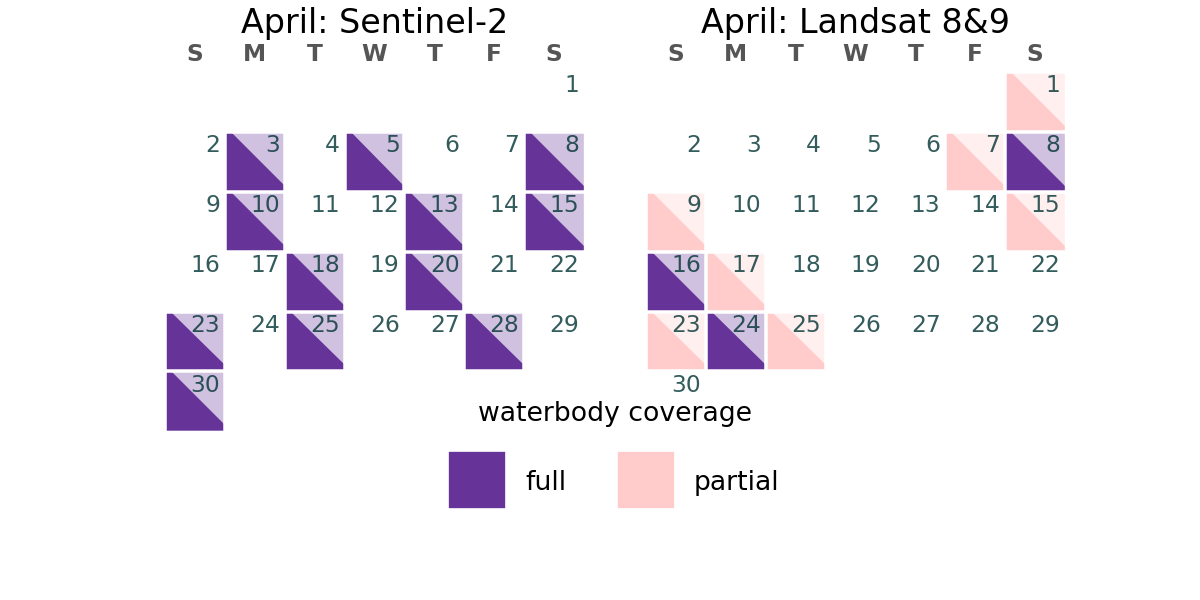 April: Sentinel-2
S M T W T F S
1
2 3 4 5 6 7 8
9 10 11 12 13 14 15
16 17 18 19 20 21 22
23 24 25 26 27 28 29
30
April: Landsat 8&9
S M T W T F S
1
2 3 4 5 6 7 8
9 10 11 12 13 14 15
16 17 18 19 20 21 22
23 24 25 26 27 28 29
30
waterbody coverage
full partial